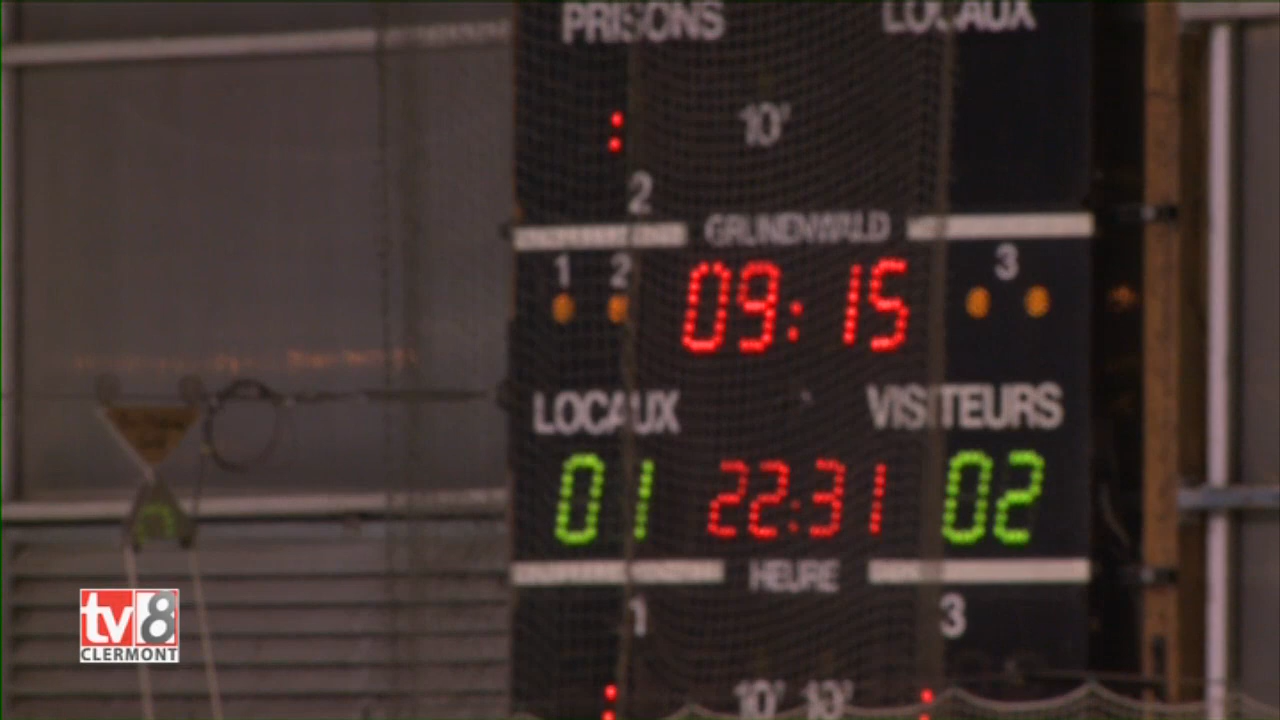 PRISONS LOCAUX
:
10'
2
GRUNENWALD
1 2 09:15 3
LOCAUX VISITEURS
01 22:31 02
HEURE
1 3
: 10' 10' :
tv8
CLERMONT